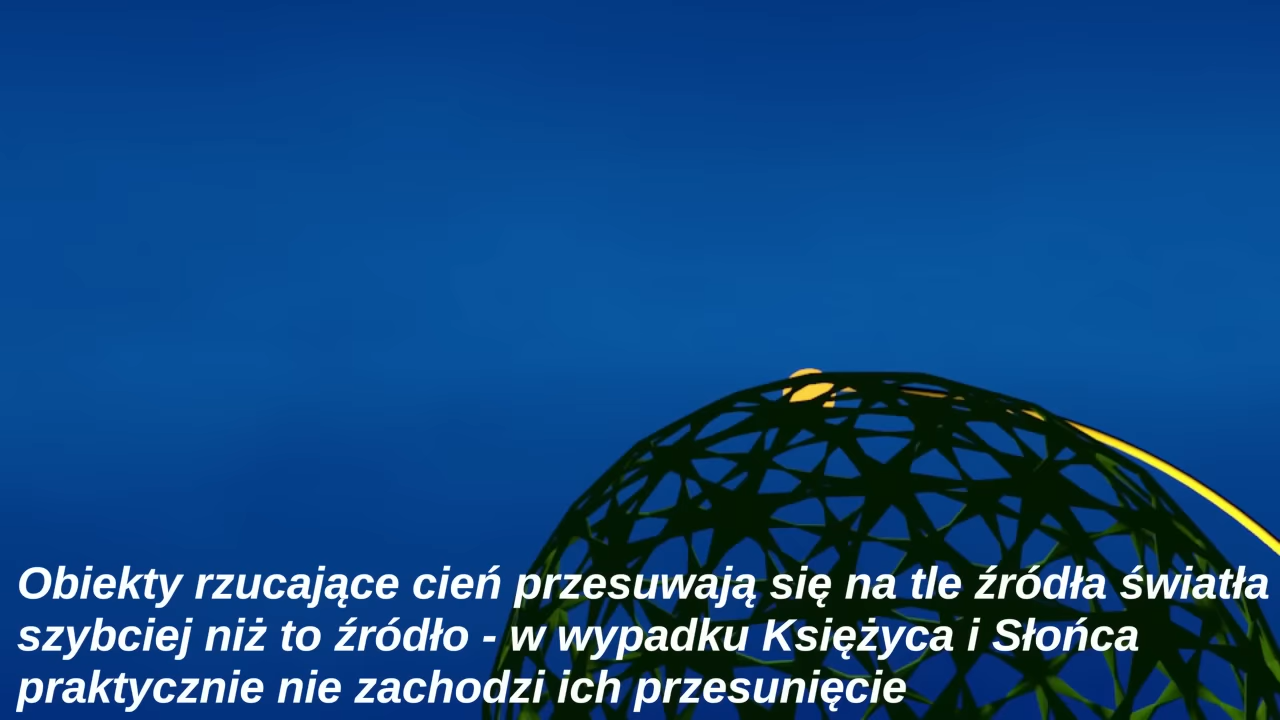 Obiekty rzucające cień przesuwają się na tle źródła światła
szybciej niż to źródło - w wypadku Księżyca i Słońca
praktycznie nie zachodzi ich przesunięcie